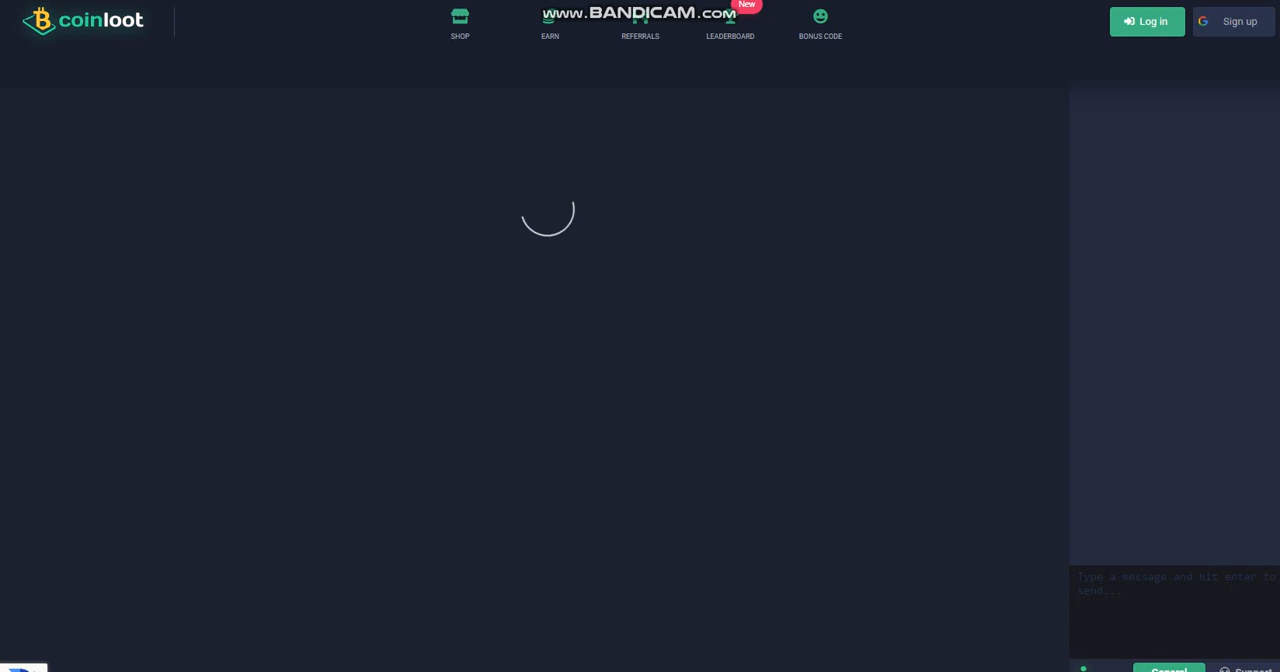 coinloot
www.BANDICAM.com
New
SHOP
EARN
REFERRALS
LEADERBOARD
BONUS CODE
Log in
Sign up
Type a message and hit enter to
send...
General
Support